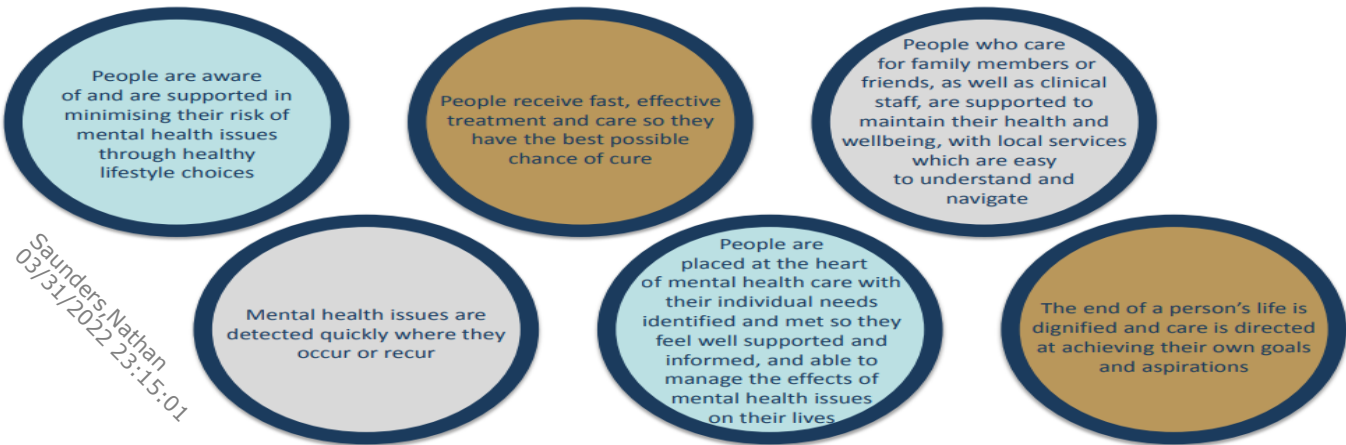 People are aware
of and are supported in
minimising their risk of
mental health issues
through healthy
lifestyle choices
People receive fast, effective
treatment and care so they
have the best possible
chance of cure
People who care
for family members or
friends, as well as clinical
staff, are supported to
maintain their health and
wellbeing, with local services
which are easy
to understand and
navigate
Mental health issues are
detected quickly where they
occur or recur
People are
placed at the heart
of mental health care with
their individual needs
identified and met so they
feel well supported and
informed, and able to
manage the effects of
mental health issues
on their lives
The end of a person’s life is
dignified and care is directed
at achieving their own goals
and aspirations
Saunders,Nathan
03/31/2022 23:15:01